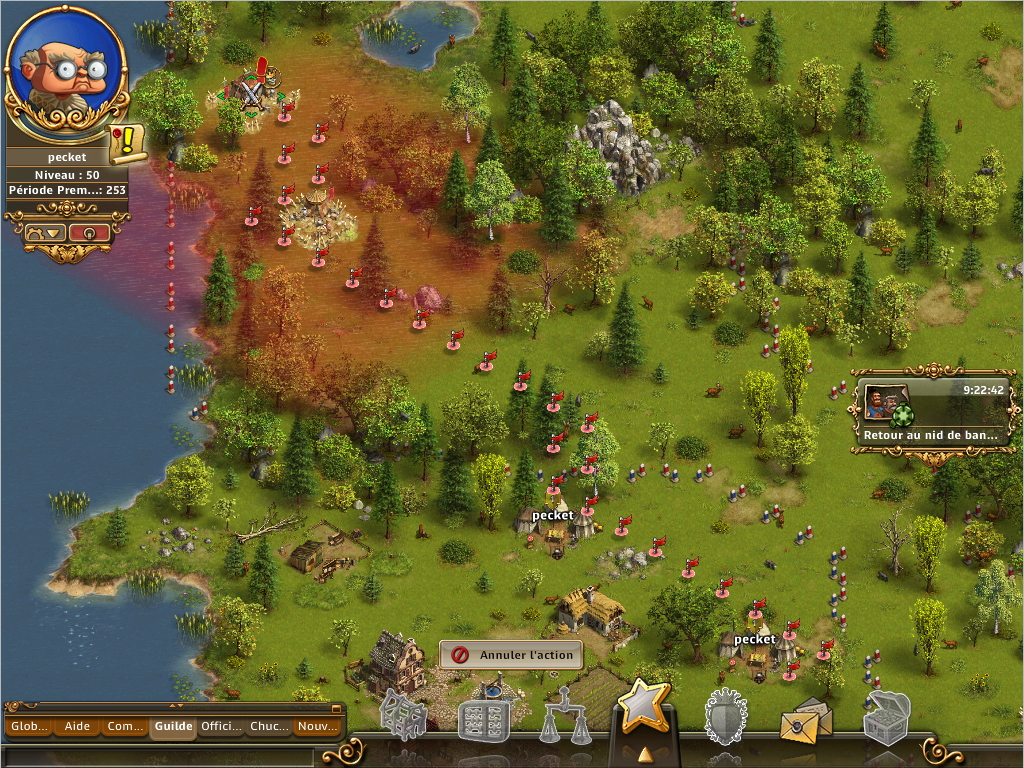 pecket
Niveau : 50
Période Prem...: 253
9:22:42
Retour au nid de ban...
pecket
pecket
Annuler l'action
Glob...
Aide
Com...
Guilde
Offici...
Chuc...
Nouv...